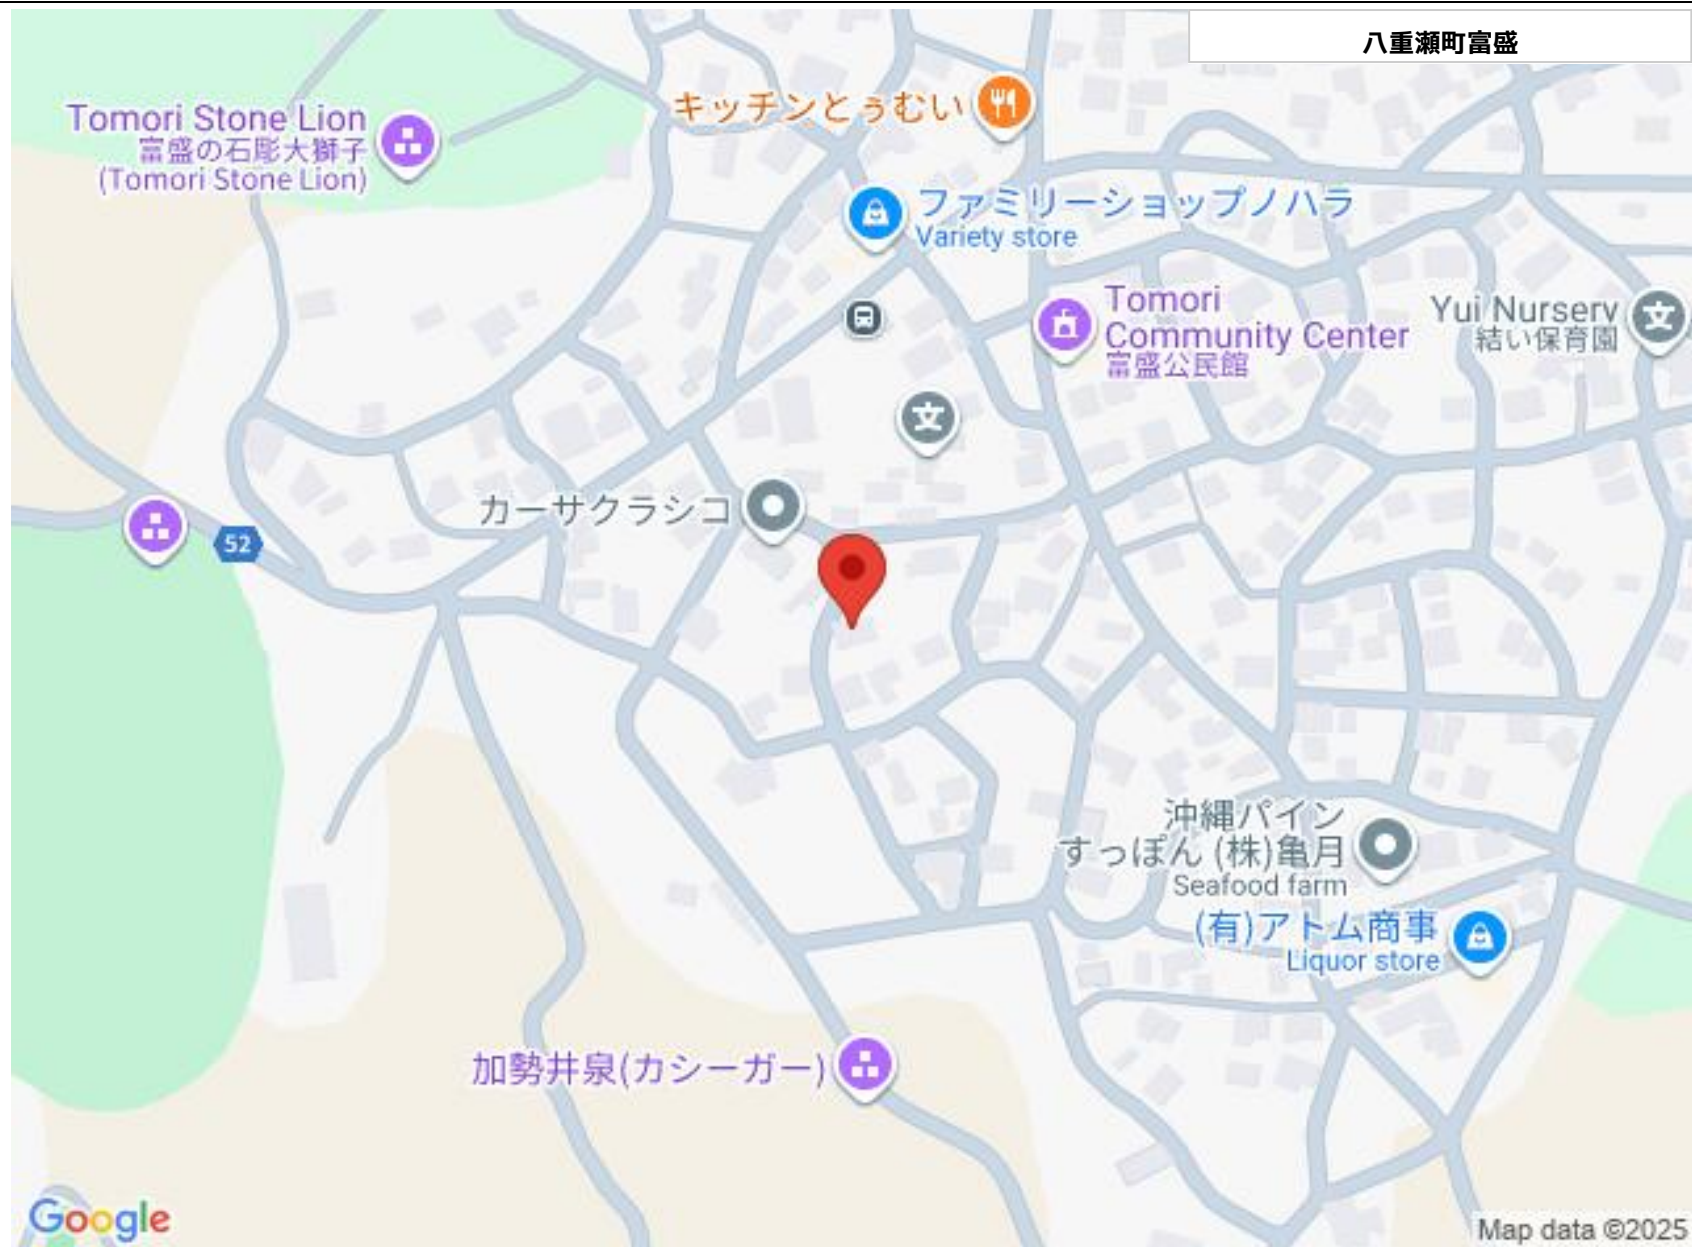 八重瀬町富盛
Tomori Stone Lion
富盛の石彫大獅子
(Tomori Stone Lion)
キッチンとぅむい
ファミリーショップノハラ
Variety store
Tomori
Community Center
富盛公民館
Yui Nursery
結い保育園
文
文
カーサクラシコ
52
沖縄パイン
すっぽん (株)亀月
Seafood farm
(有)アトム商事
Liquor store
加勢井泉(カシーガー)
Google
Map data ©2025